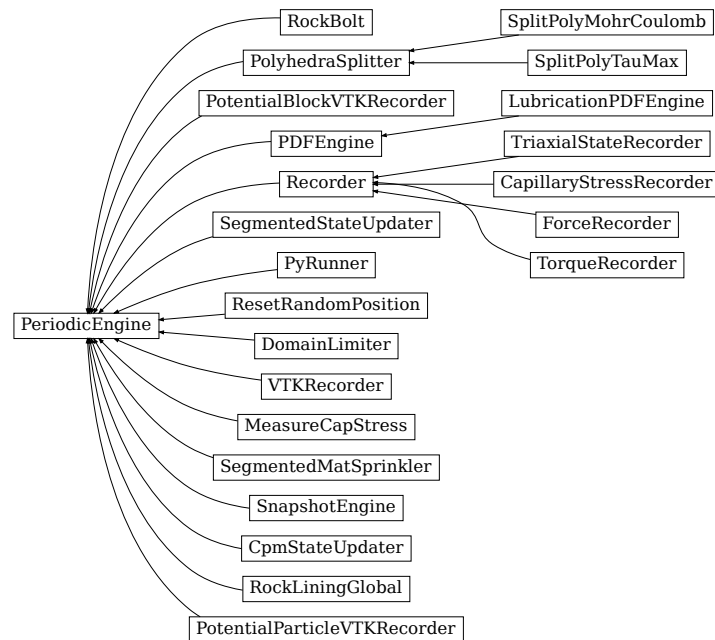 RockBolt
SplitPolyMohrCoulomb
PolyhedraSplitter
SplitPolyTauMax
PotentialBlockVTKRecorder
LubricationPDFEngine
PDFEngine
TriaxialStateRecorder
Recorder
CapillaryStressRecorder
SegmentedStateUpdater
ForceRecorder
PyRunner
TorqueRecorder
ResetRandomPosition
PeriodicEngine
DomainLimiter
VTKRecorder
MeasureCapStress
SegmentedMatSprinkler
SnapshotEngine
CpmStateUpdater
RockLiningGlobal
PotentialParticleVTKRecorder